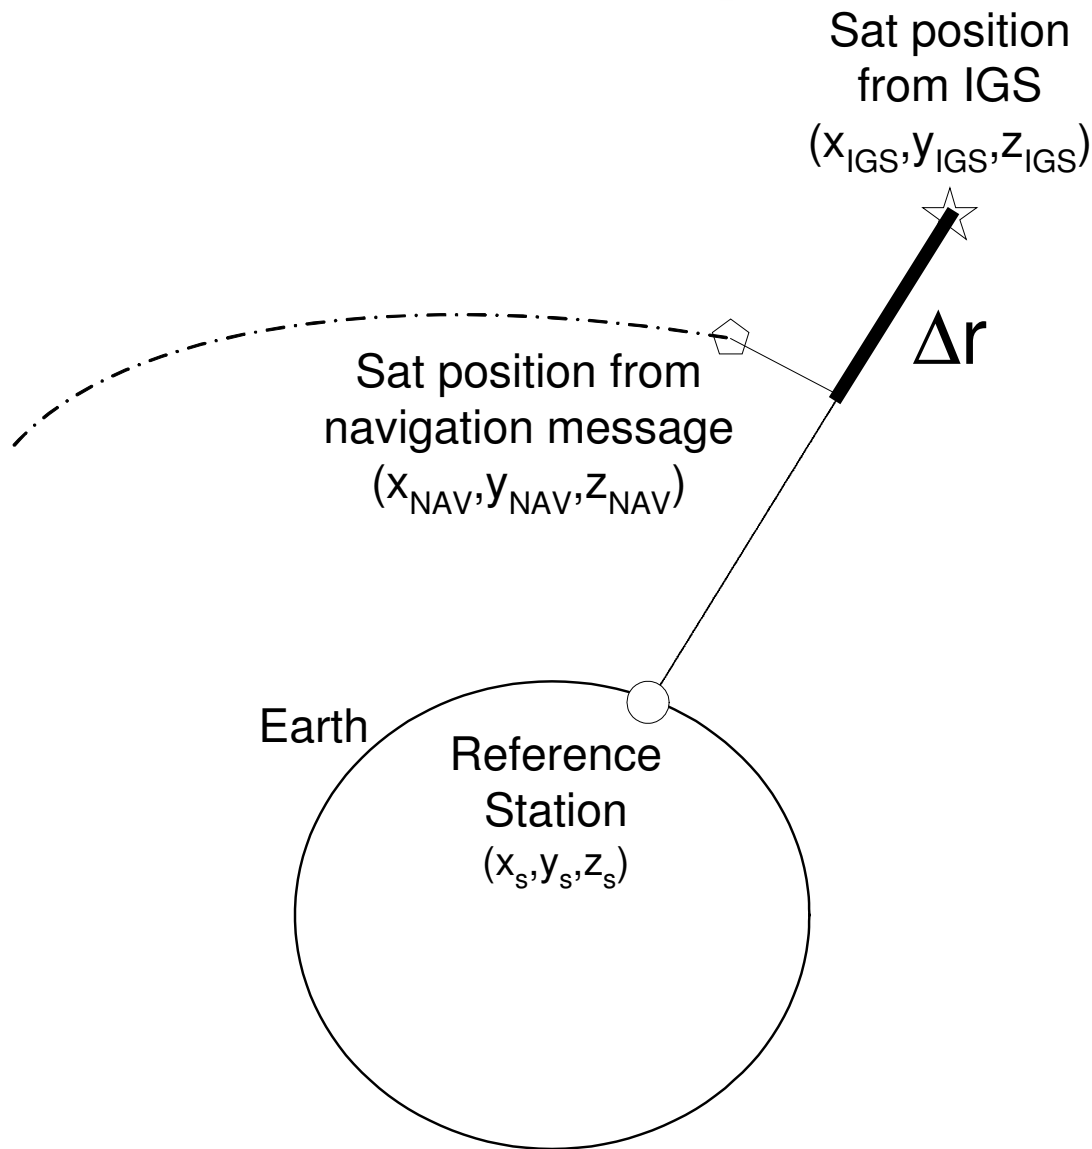 Sat position
from IGS
(x_IGS,y_IGS,z_IGS)
Δr
Sat position from
navigation message
(x_NAV,y_NAV,z_NAV)
Earth
Reference
Station
(x_s,y_s,z_s)